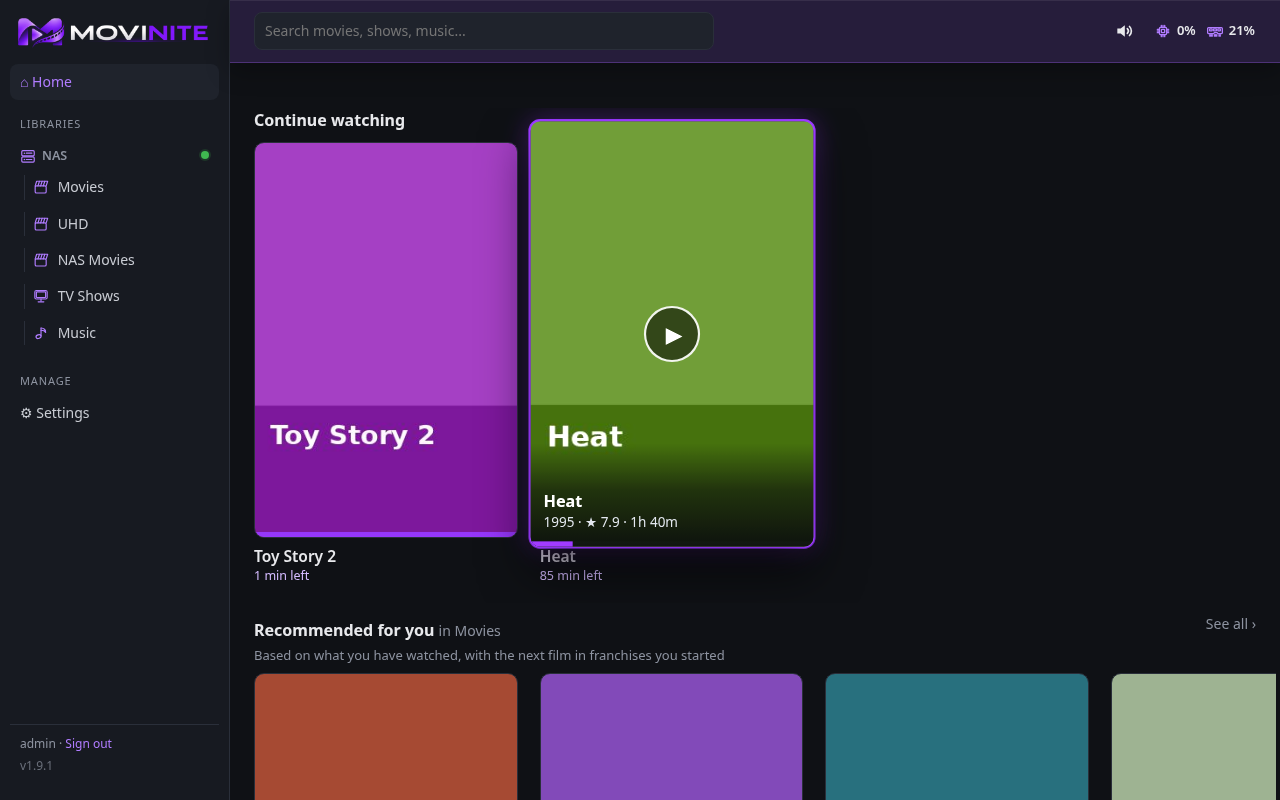 MOVINITE
Search movies, shows, music...
0%
21%
Home
LIBRARIES
NAS
Movies
UHD
NAS Movies
TV Shows
Music
MANAGE
Settings
admin · Sign out
v1.9.1
Continue watching
Toy Story 2
Toy Story 2
1 min left
Heat
Heat
1995 · ★ 7.9 · 1h 40m
Heat
85 min left
Recommended for you in Movies
See all ›
Based on what you have watched, with the next film in franchises you started